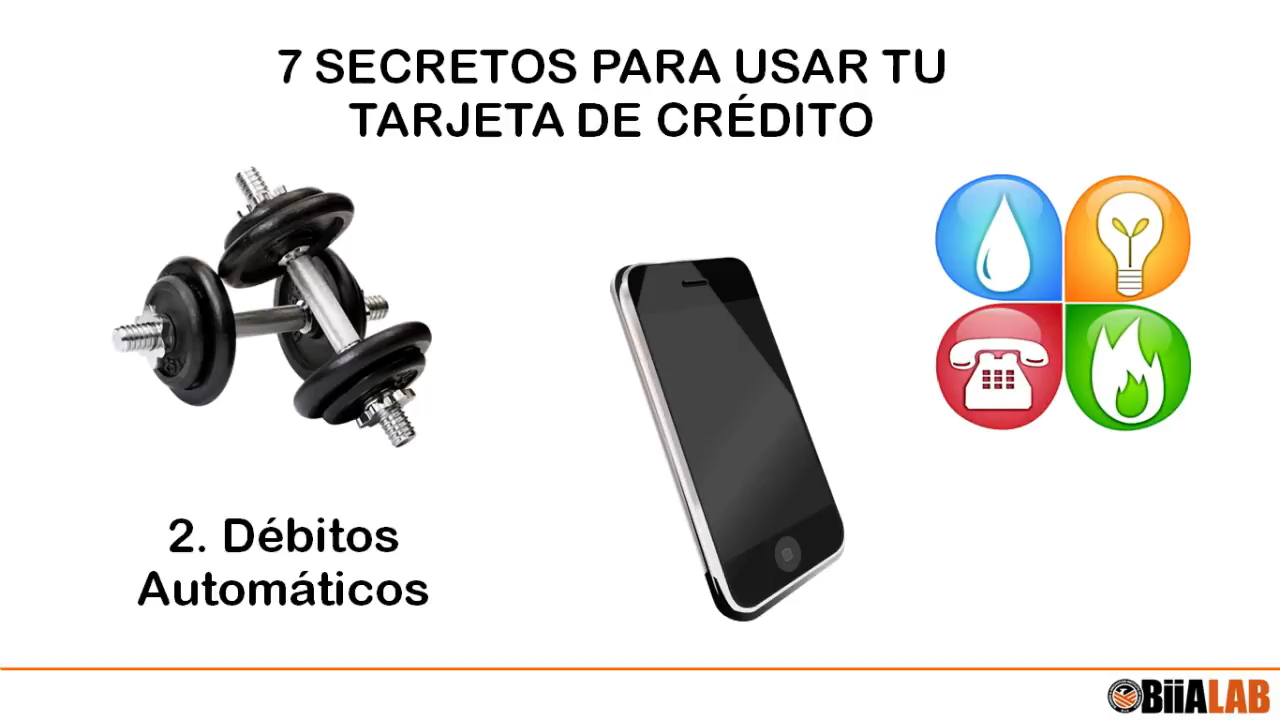 7 SECRETOS PARA USAR TU
TARJETA DE CRÉDITO
2. Débitos
Automáticos
BiiALAB